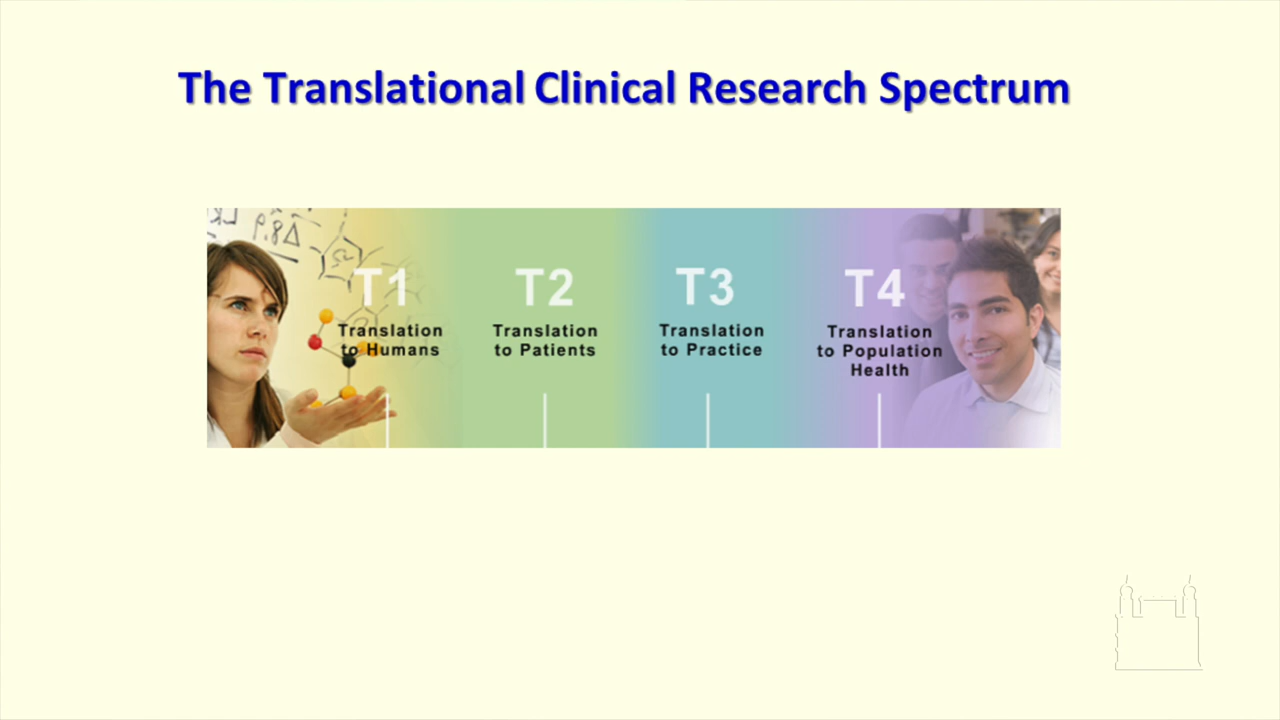 The Translational Clinical Research Spectrum
T1
Translation
to Humans
T2
Translation
to Patients
T3
Translation
to Practice
T4
Translation
to Population
Health